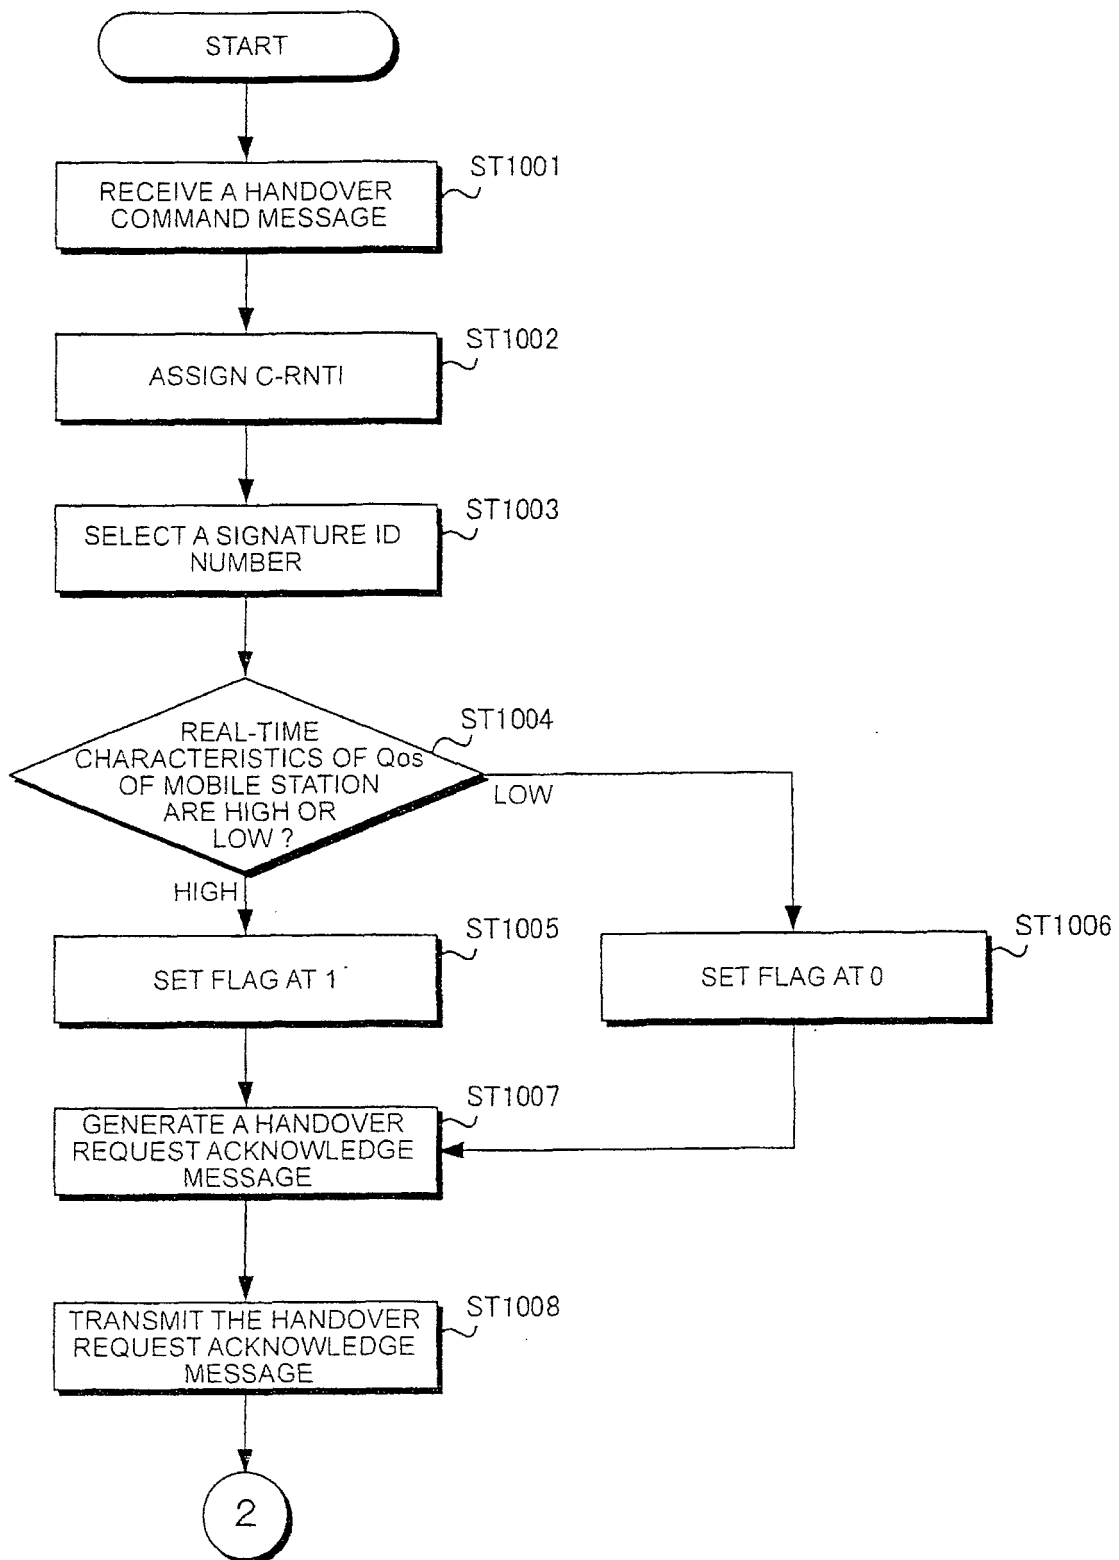 START
ST1001
RECEIVE A HANDOVER
COMMAND MESSAGE
ST1002
ASSIGN C-RNTI
ST1003
SELECT A SIGNATURE ID
NUMBER
ST1004
REAL-TIME
CHARACTERISTICS OF Qos
OF MOBILE STATION
ARE HIGH OR
LOW ?
LOW
HIGH
ST1005
SET FLAG AT 1
ST1006
SET FLAG AT 0
ST1007
GENERATE A HANDOVER
REQUEST ACKNOWLEDGE
MESSAGE
ST1008
TRANSMIT THE HANDOVER
REQUEST ACKNOWLEDGE
MESSAGE
2